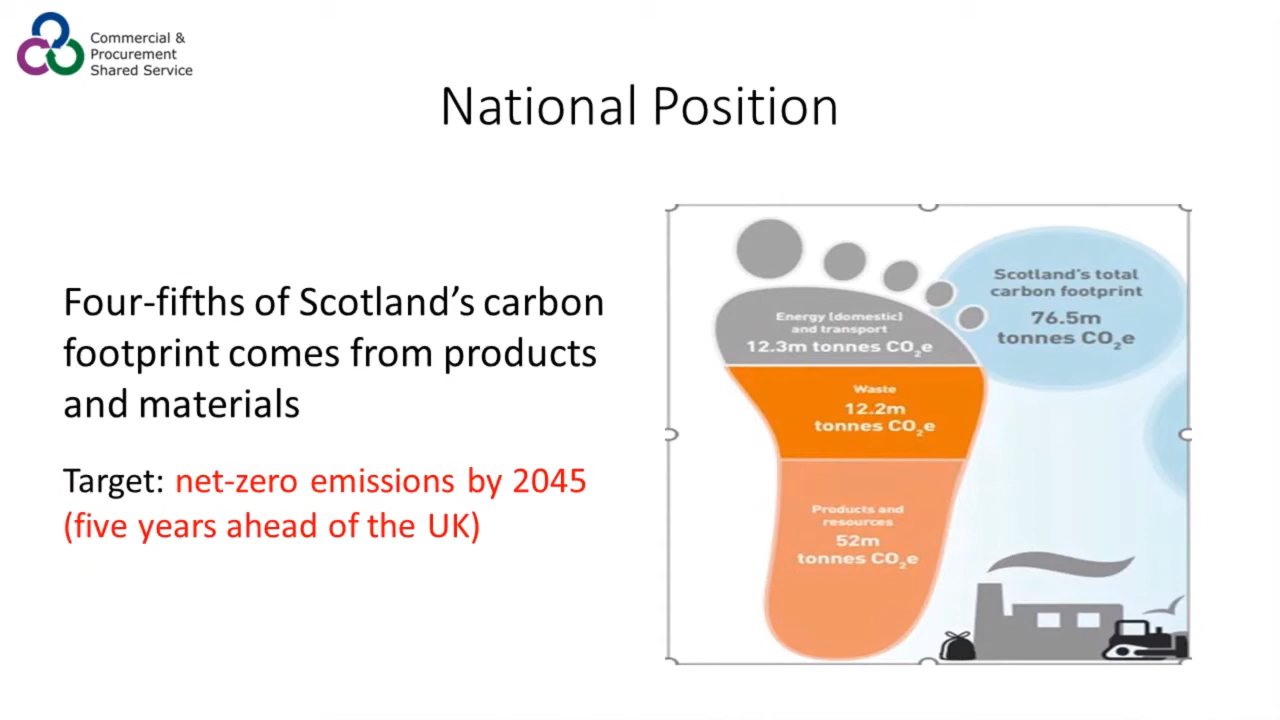 Commercial &
Procurement
Shared Service
National Position
Four-fifths of Scotland’s carbon
footprint comes from products
and materials
Target: net-zero emissions by 2045
(five years ahead of the UK)
Scotland's total
carbon footprint
76.5m
tonnes CO₂e
Energy (domestic)
and transport
12.3m tonnes CO₂e
Waste
12.2m
tonnes CO₂e
Products and
resources
52m
tonnes CO₂e